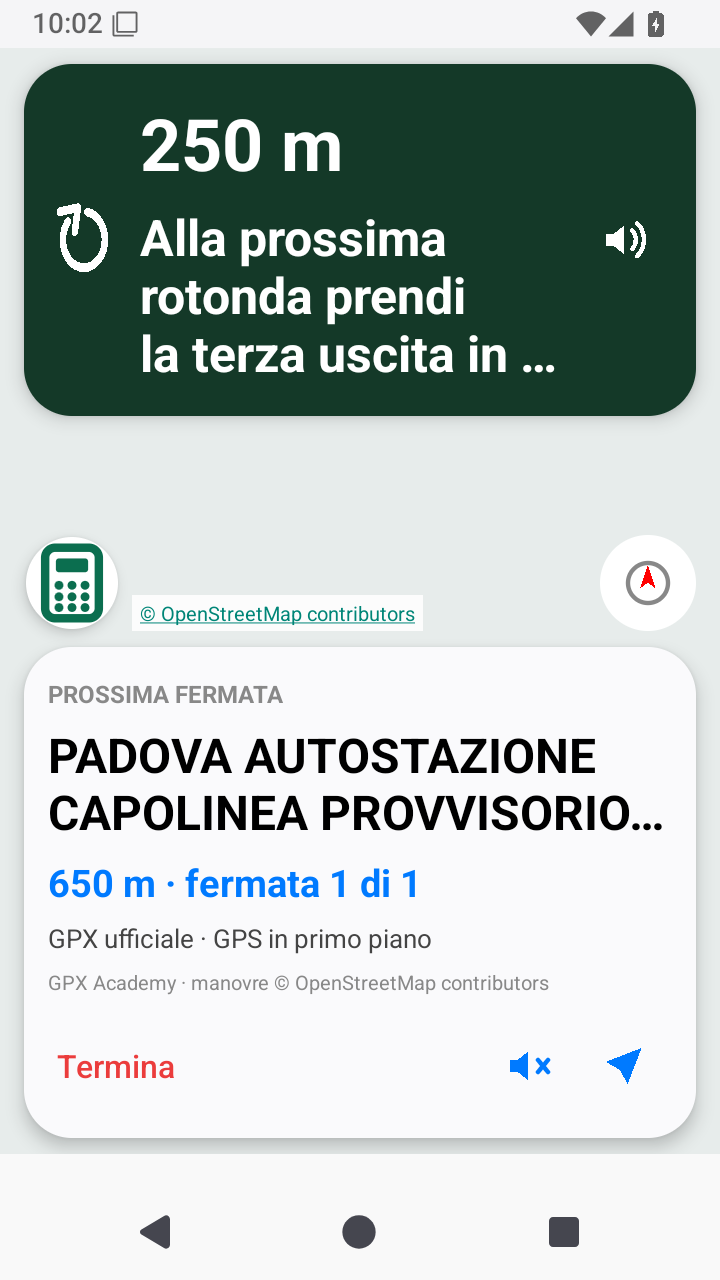 10:02
250 m
Alla prossima
rotonda prendi
la terza uscita in ...
© OpenStreetMap contributors
PROSSIMA FERMATA
PADOVA AUTOSTAZIONE
CAPOLINEA PROVVISORIO...
650 m · fermata 1 di 1
GPX ufficiale · GPS in primo piano
GPX Academy · manovre © OpenStreetMap contributors
Termina